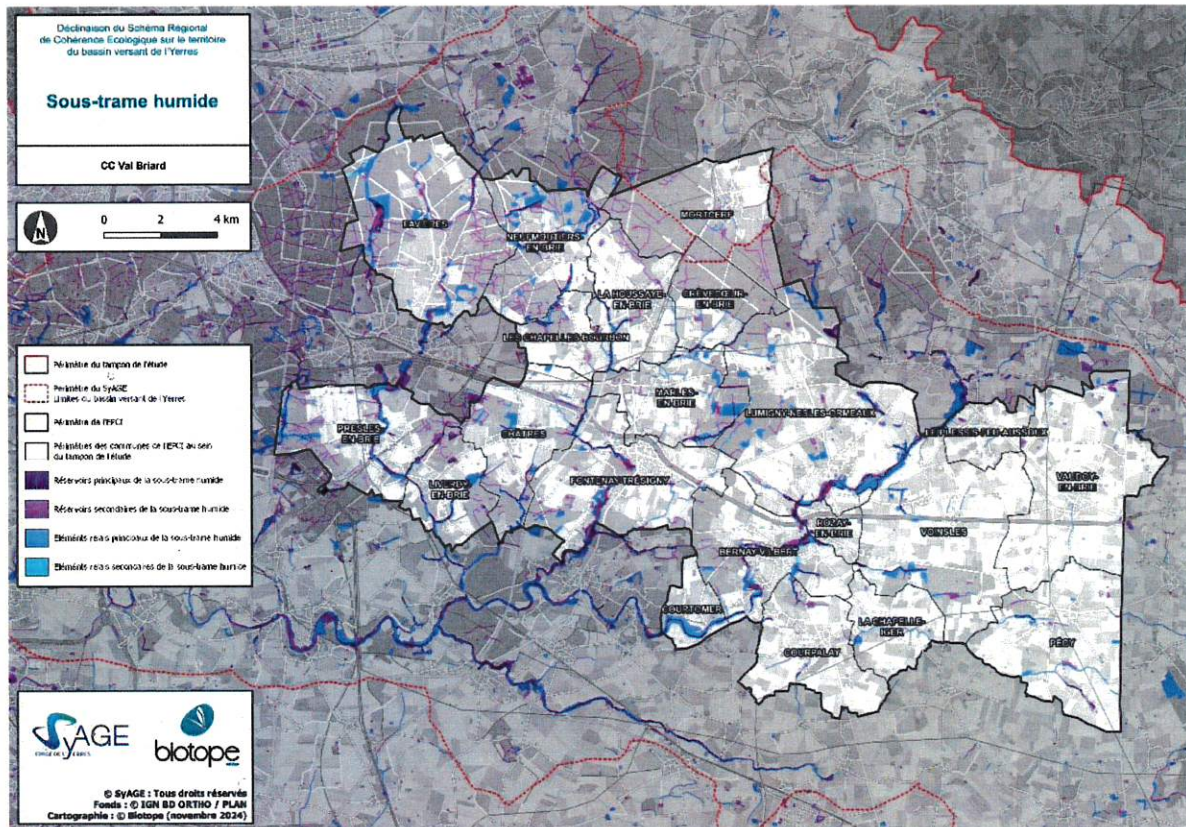 Déclinaison du Schéma Régional
de Cohérence Ecologique sur le territoire
du bassin versant de l'Yerres
Sous-trame humide
CC Val Briard
N
0 2 4 km
Périmètre du tampon de l'étude
Périmètre du SyAGE
Limites du bassin versant de l'Yerres
Périmètre de l'EPCI
Périmètres des communes de l'EPCI au sein
du tampon de l'étude
Réservoirs principaux de la sous-trame humide
Réservoirs secondaires de la sous-trame humide
Eléments relais principaux de la sous-trame humide
Eléments relais secondaires de la sous-trame humide
FAVIÈRES
NEUFMOUTIERS-
EN-BRIE
MORTCERF
LA HOUSSAYE-
EN-BRIE
CRÈVECŒUR-
EN-BRIE
LES CHAPELLES-BOURBON
MARLES-
EN-BRIE
LUMIGNY-NESLES-ORMEAUX
PRESLES-
EN-BRIE
CHÂTRES
LE PLESSIS-FEU-AUSSOUX
LIVERDY-
EN-BRIE
FONTENAY-TRÉSIGNY
VAUDOY-
EN-BRIE
ROZAY-
EN-BRIE
VOINSLES
BERNAY-VILBERT
COURTOMER
LA CHAPELLE-
IGER
COURPALAY
PÉCY
SyAGE
biotope
© SyAGE : Tous droits réservés
Fonds : © IGN BD ORTHO / PLAN
Cartographie : © Biotope (novembre 2024)